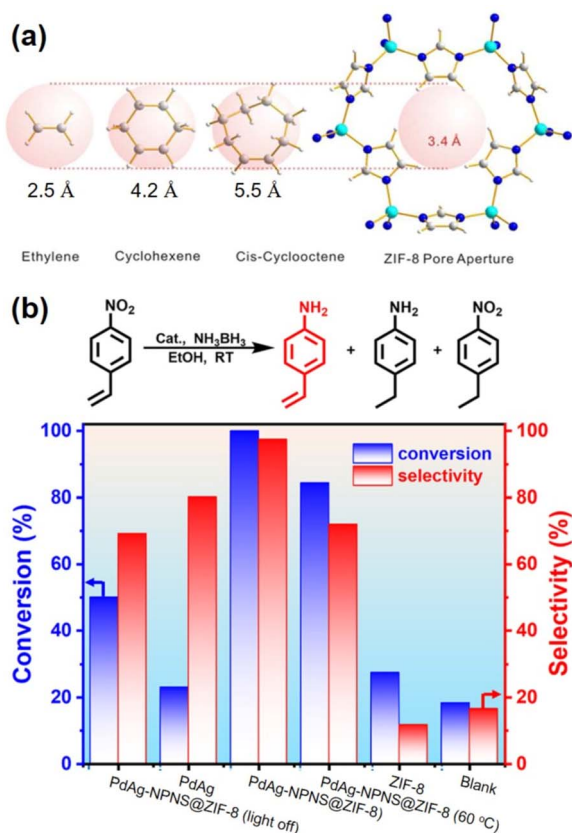 (a)
3.4 Å
2.5 Å 4.2 Å 5.5 Å
Ethylene Cyclohexene Cis-Cyclooctene ZIF-8 Pore Aperture
(b)
NO₂ Cat., NH₃BH₃ NH₂ NH₂ NO₂
EtOH, RT + +
100 100
conversion
selectivity
80 80
60 60
40 40
20 20
0 0
Conversion (%)
Selectivity (%)
PdAg-NPNS@ZIF-8 (light off)
PdAg
PdAg-NPNS@ZIF-8)
PdAg-NPNS@ZIF-8 (60 °C)
ZIF-8
Blank